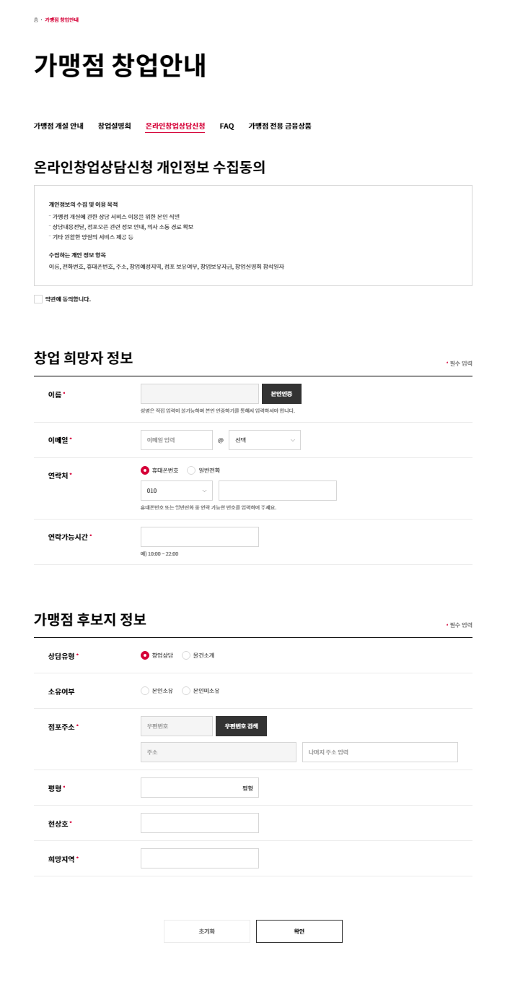 홈 · 가맹점 창업안내
가맹점 창업안내
가맹점 개설 안내 창업설명회 온라인창업상담신청 FAQ 가맹점 전용 금융상품
온라인창업상담신청 개인정보 수집동의
개인정보의 수집 및 이용 목적
- 가맹점 개설에 관한 상담 서비스 이용을 위한 본인 식별
- 상담내용전달, 점포오픈 관련 정보 안내, 의사 소통 경로 확보
- 기타 원활한 양질의 서비스 제공 등
수집하는 개인 정보 항목
이름, 전화번호, 휴대폰번호, 주소, 창업예정지역, 점포 보유여부, 창업보유자금, 창업설명회 참석일자
약관에 동의합니다.
창업 희망자 정보
* 필수 입력
이름 * 본인인증
성명은 직접 입력이 불가능하며 본인 인증하기를 통해서 입력하셔야 합니다.
이메일 * 이메일 입력 @ 선택
연락처 * 휴대폰번호 일반전화
010
휴대폰번호 또는 일반전화 중 연락 가능한 번호를 입력하여 주세요.
연락가능시간 *
예) 10:00 ~ 22:00
가맹점 후보지 정보
* 필수 입력
상담유형 * 창업상담 물건소개
소유여부 본인소유 본인미소유
점포주소 * 우편번호 우편번호 검색
주소 나머지 주소 입력
평형 * 평형
현상호 *
희망지역 *
초기화 확인